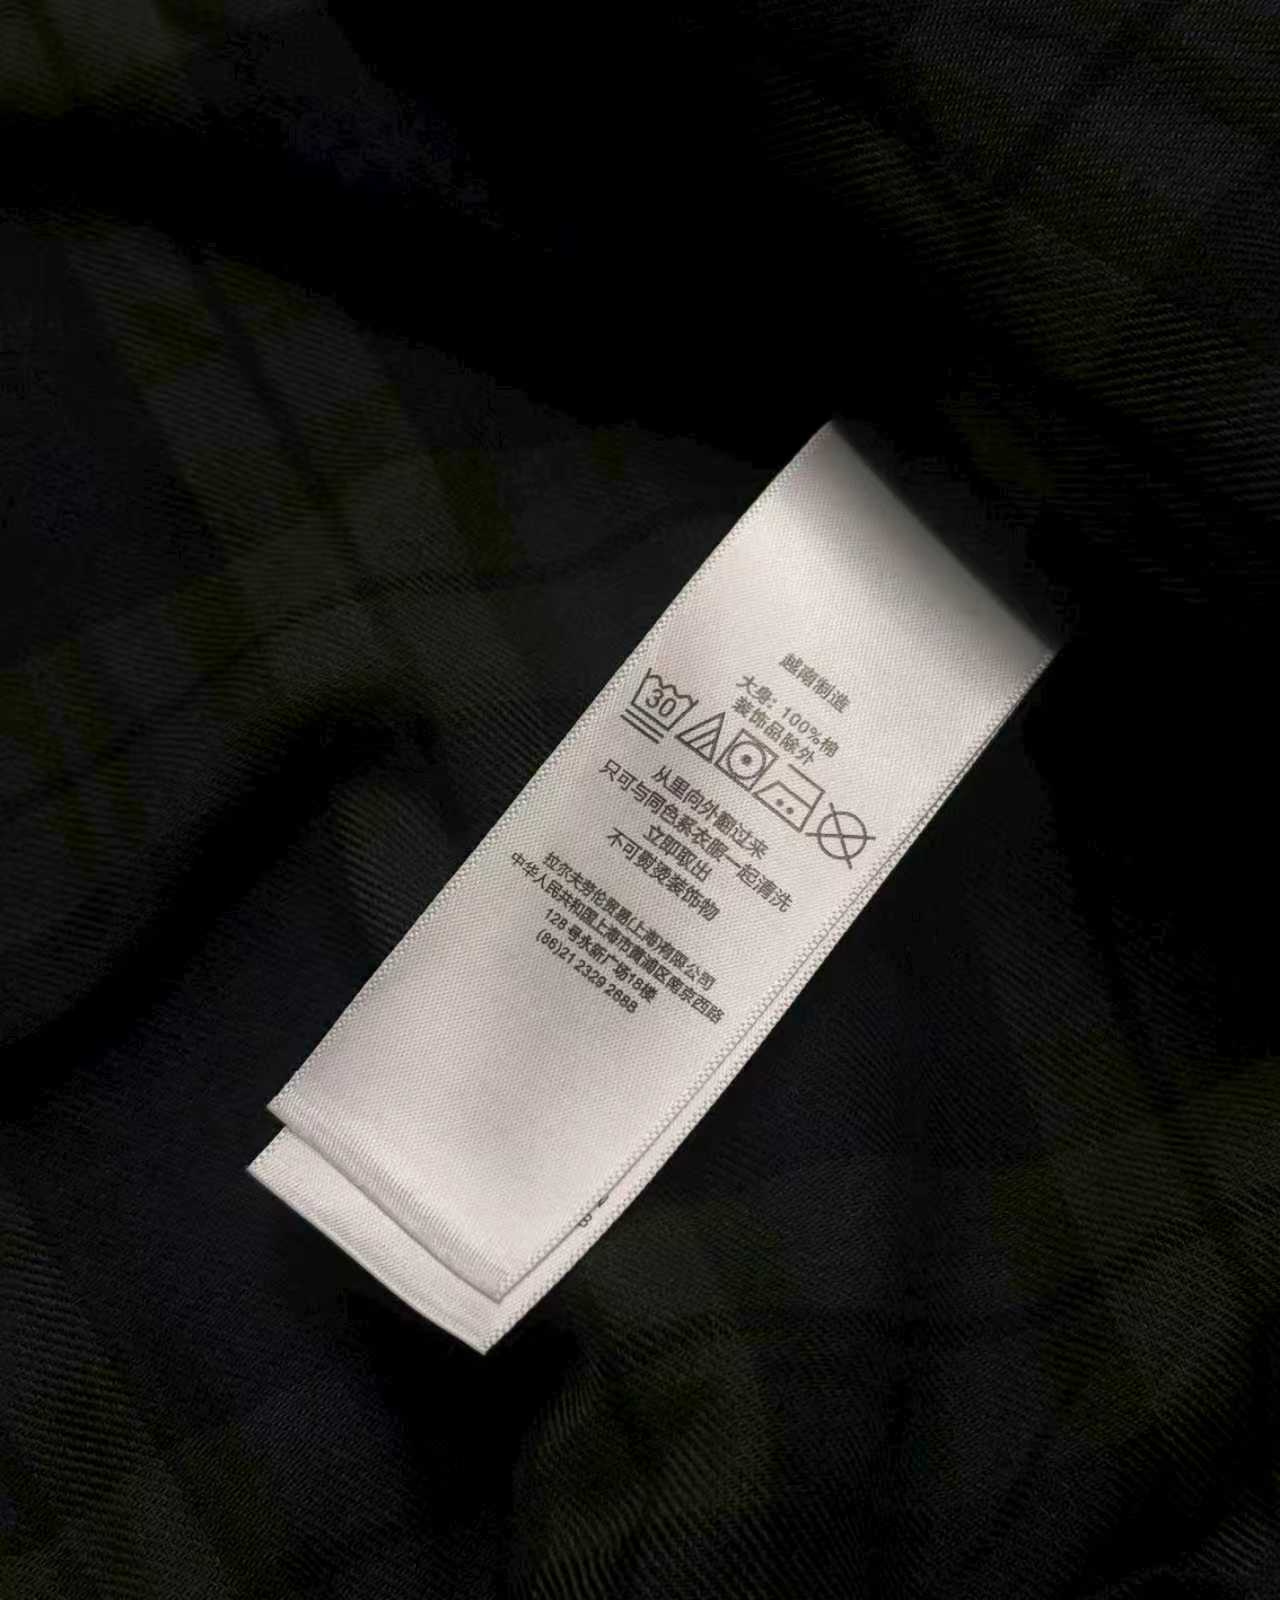 越南制造
大身: 100%棉
装饰品除外
30
从里向外翻过来
只可与同色系衣服一起清洗
立即取出
不可熨烫装饰物
拉尔夫劳伦贸易(上海)有限公司
中华人民共和国上海市黄浦区南京西路
128 号永新广场18楼
(86)21 2329 2688